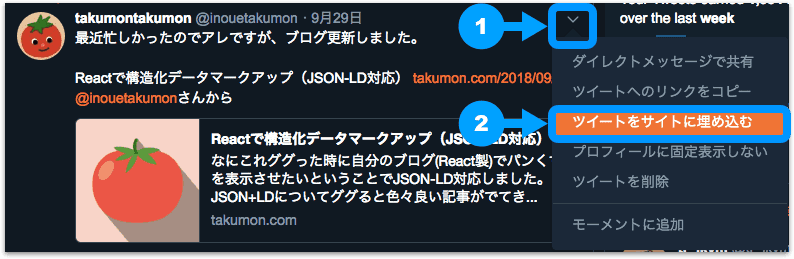 takumontakumon @inouetakumon · 9月29日
最近忙しかったのでアレですが、ブログ更新しました。
Reactで構造化データマークアップ（JSON-LD対応） takumon.com/2018/09
@inouetakumonさんから
Reactで構造化データマークアップ（JSON-LD対応）
なにこれググった時に自分のブログ(React製)でパンく
を表示させたいということでJSON-LD対応しました。
JSON+LDについてググると色々良い記事がでてき...
takumon.com
1
over the last week
ダイレクトメッセージで共有
ツイートへのリンクをコピー
2
ツイートをサイトに埋め込む
プロフィールに固定表示しない
ツイートを削除
モーメントに追加